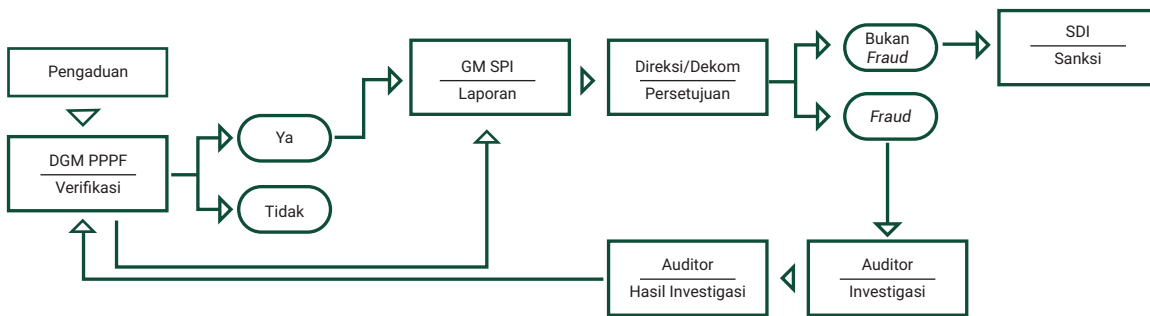 Pengaduan
DGM PPPF
Verifikasi
Ya
Tidak
GM SPI
Laporan
Direksi/Dekom
Persetujuan
Bukan
Fraud
Fraud
SDI
Sanksi
Auditor
Investigasi
Auditor
Hasil Investigasi